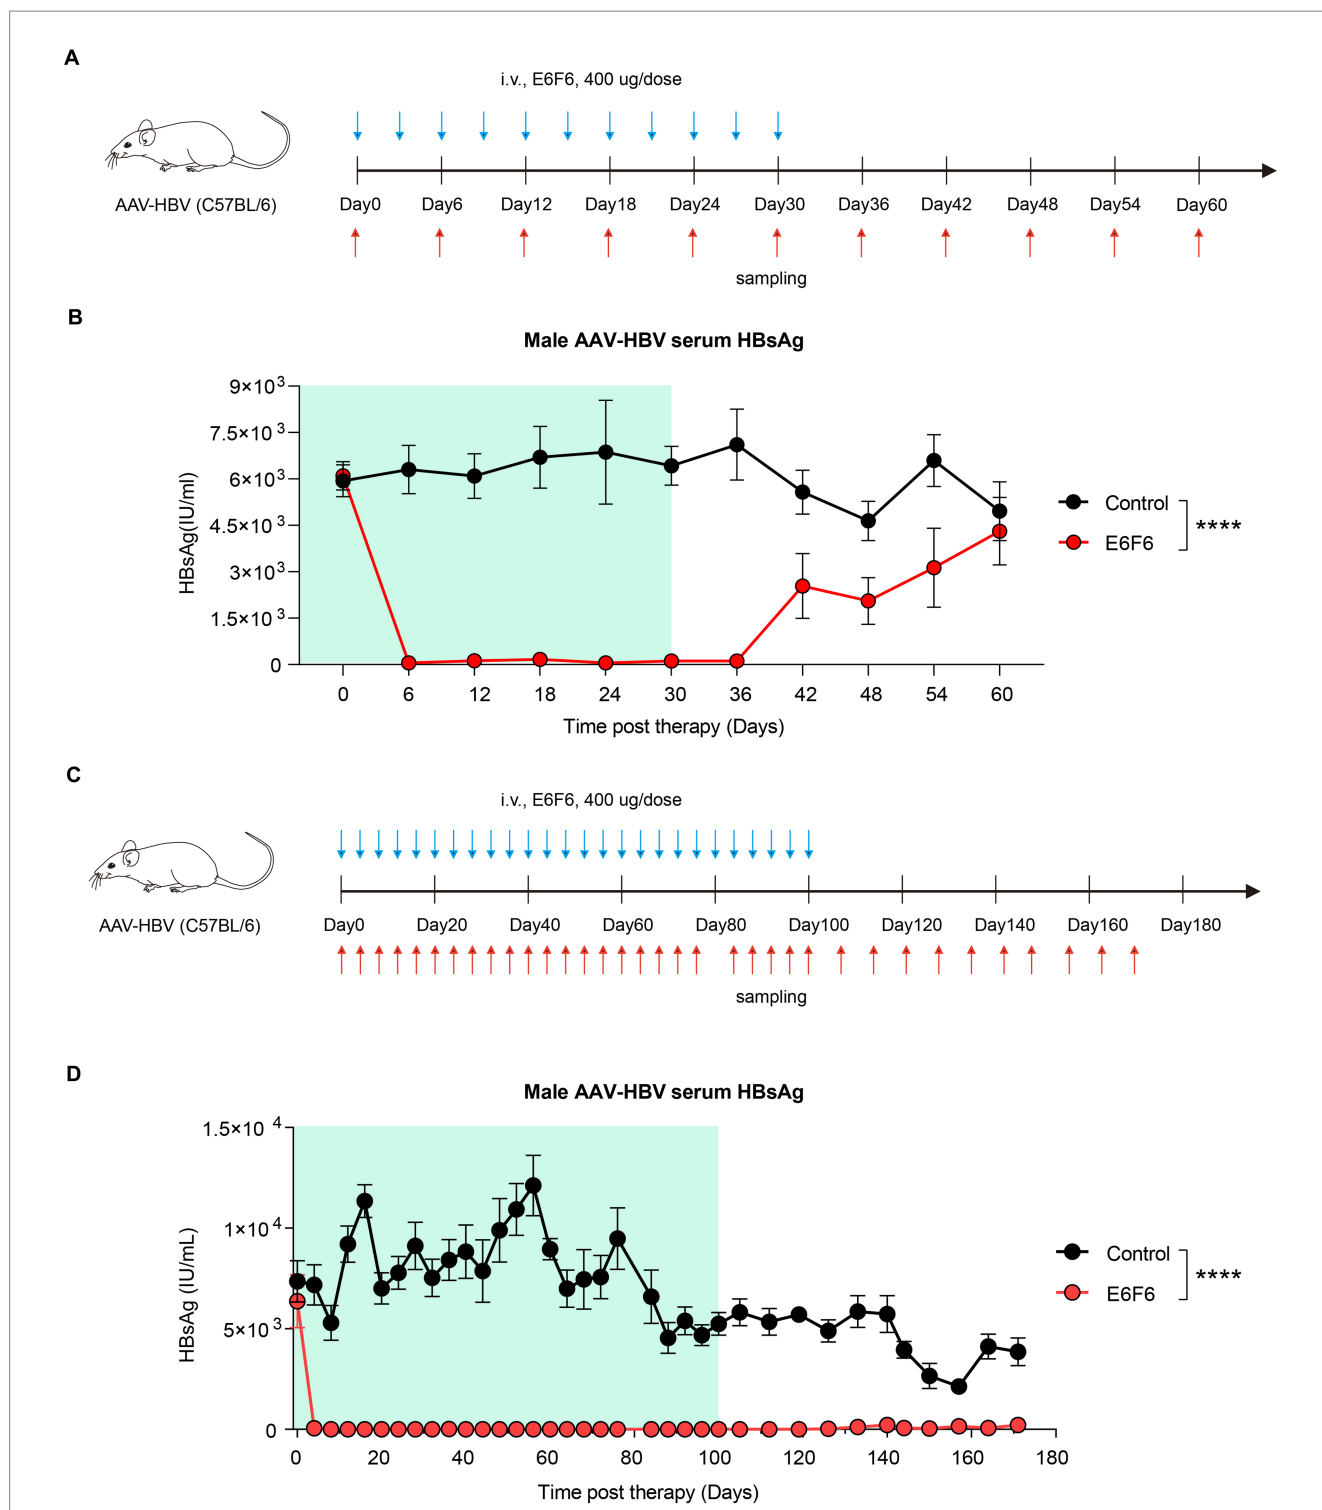 A
i.v., E6F6, 400 ug/dose
AAV-HBV (C57BL/6)
Day0 Day6 Day12 Day18 Day24 Day30 Day36 Day42 Day48 Day54 Day60
sampling
B
Male AAV-HBV serum HBsAg
9×10³
7.5×10³
6×10³
4.5×10³
3×10³
1.5×10³
0
HBsAg(IU/ml)
0 6 12 18 24 30 36 42 48 54 60
Time post therapy (Days)
Control
E6F6
****
C
i.v., E6F6, 400 ug/dose
AAV-HBV (C57BL/6)
Day0 Day20 Day40 Day60 Day80 Day100 Day120 Day140 Day160 Day180
sampling
D
Male AAV-HBV serum HBsAg
1.5×10⁴
1×10⁴
5×10³
0
HBsAg (IU/mL)
0 20 40 60 80 100 120 140 160 180
Time post therapy (Days)
Control
E6F6
****